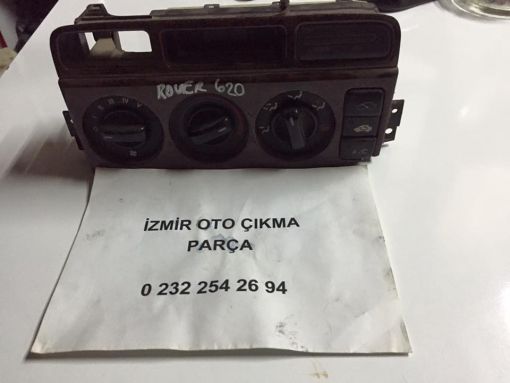 ROVER 620
A/C
İZMİR OTO ÇIKMA
PARÇA
0 232 254 26 94